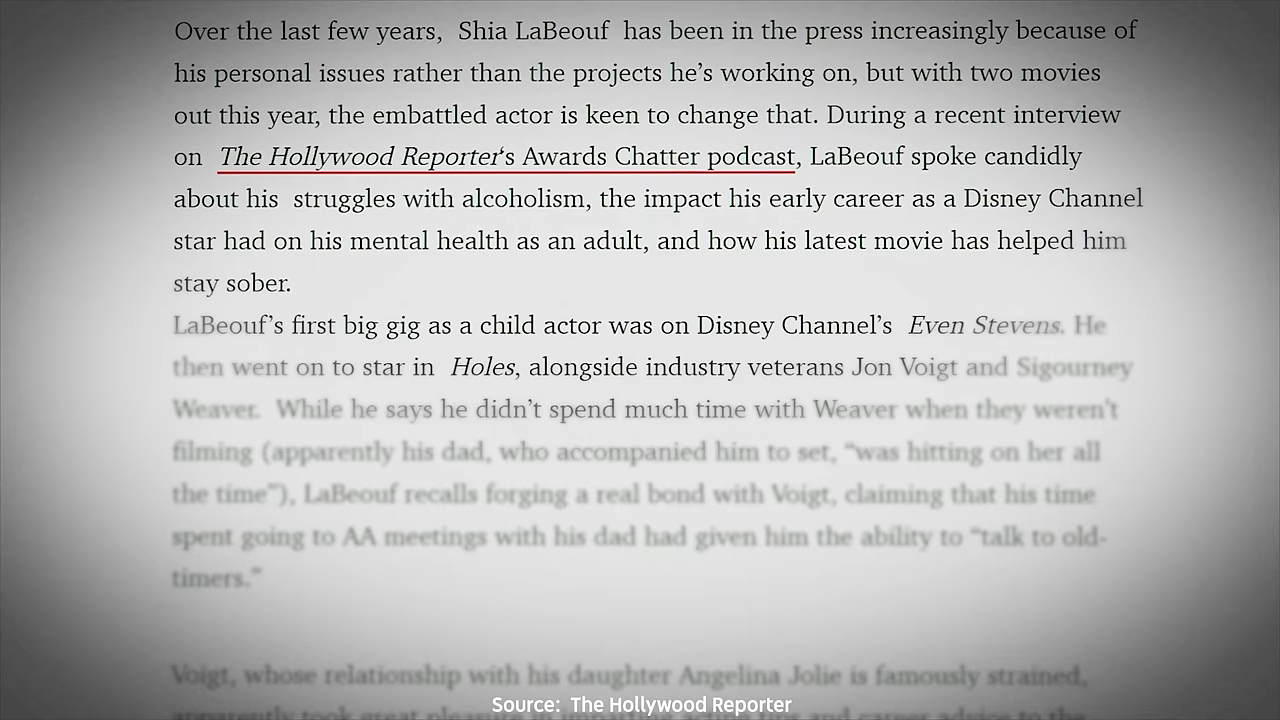 Over the last few years, Shia LaBeouf has been in the press increasingly because of
his personal issues rather than the projects he’s working on, but with two movies
out this year, the embattled actor is keen to change that. During a recent interview
on The Hollywood Reporter‘s Awards Chatter podcast, LaBeouf spoke candidly
about his struggles with alcoholism, the impact his early career as a Disney Channel
star had on his mental health as an adult, and how his latest movie has helped him
stay sober.
LaBeouf’s first big gig as a child actor was on Disney Channel’s Even Stevens. He
then went on to star in Holes, alongside industry veterans Jon Voigt and Sigourney
Weaver. While he says he didn’t spend much time with Weaver when they weren’t
filming (apparently his dad, who accompanied him to set, “was hitting on her all
the time”), LaBeouf recalls forging a real bond with Voigt, claiming that his time
spent going to AA meetings with his dad had given him the ability to “talk to old-
timers.”
Voigt, whose relationship with his daughter Angelina Jolie is famously strained,
apparently took great pleasure in
Source: The Hollywood Reporter